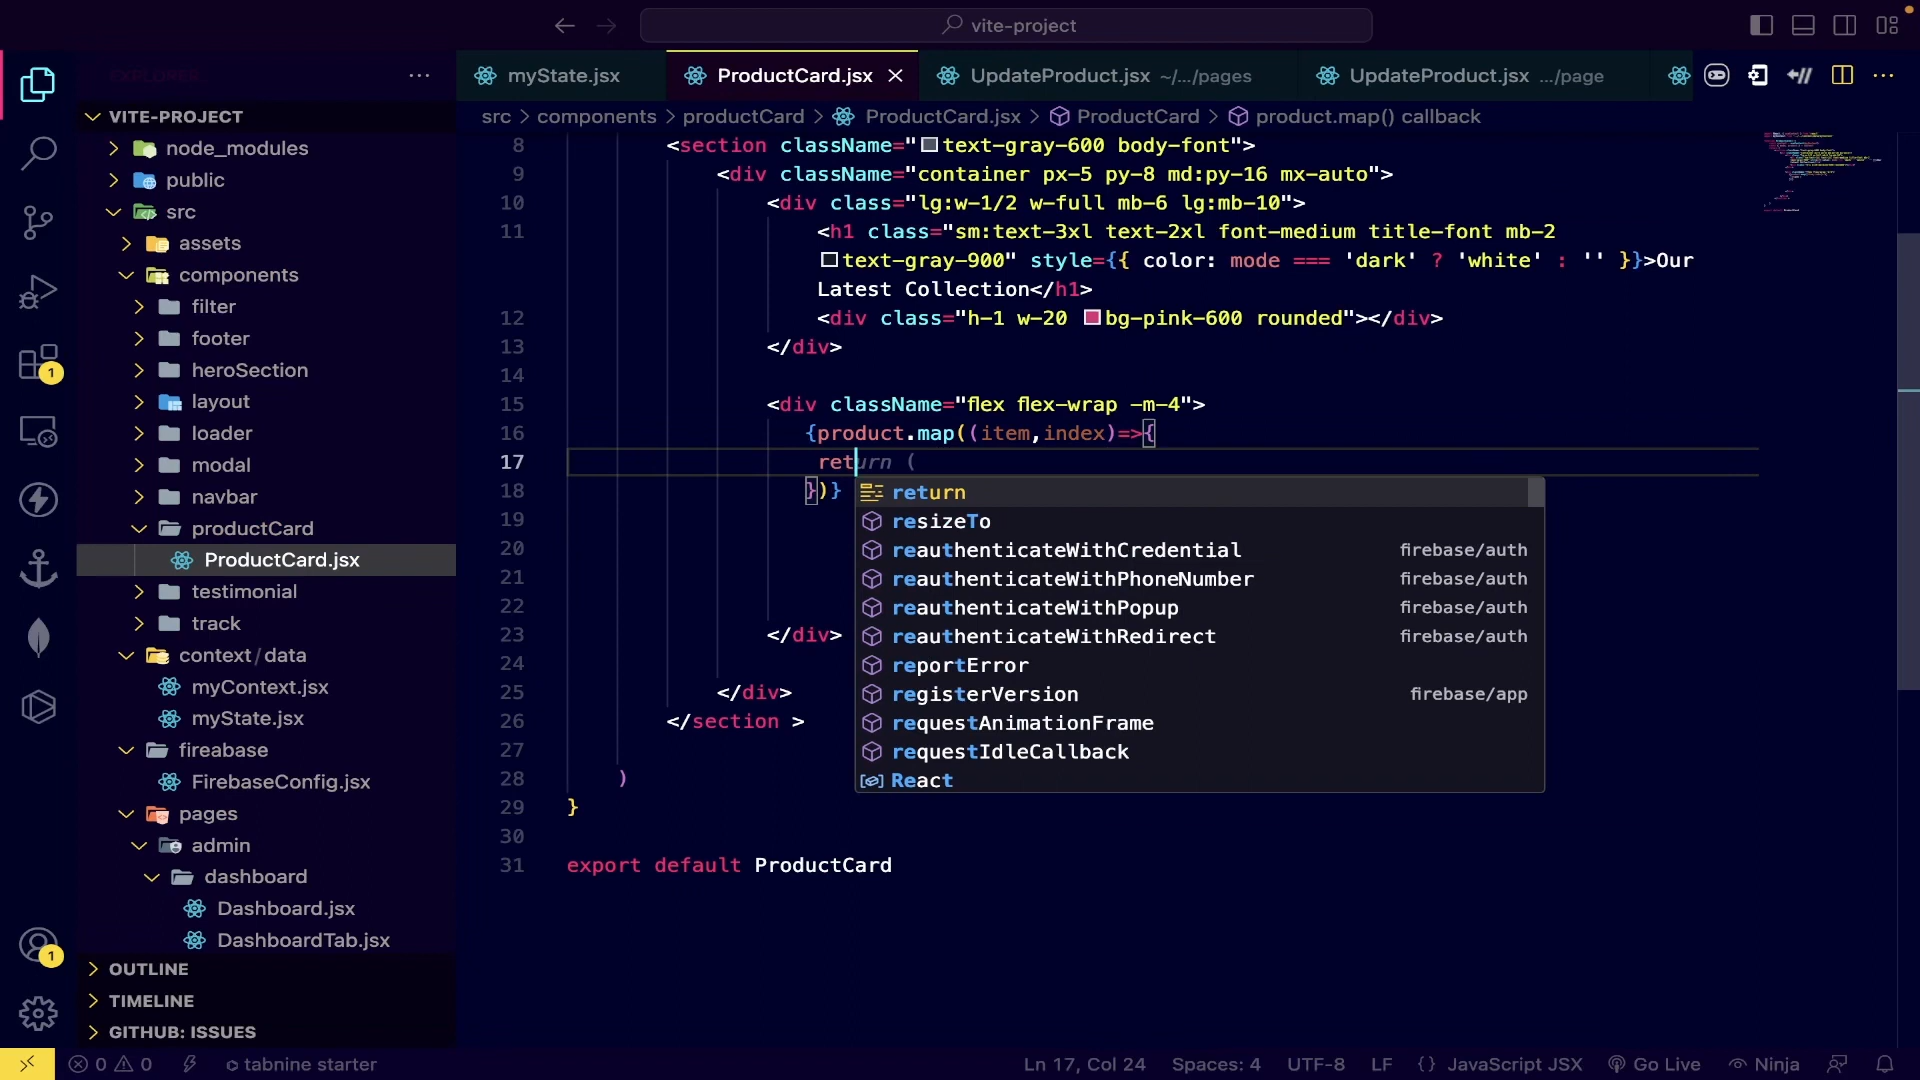 vite-project
EXPLORER
myState.jsx
ProductCard.jsx
UpdateProduct.jsx ~/.../pages
UpdateProduct.jsx .../page
src > components > productCard > ProductCard.jsx > ProductCard > product.map() callback
VITE-PROJECT
node_modules
public
src
assets
components
filter
footer
heroSection
layout
loader
modal
navbar
productCard
ProductCard.jsx
testimonial
track
context/data
myContext.jsx
myState.jsx
fireabase
FirebaseConfig.jsx
pages
admin
dashboard
Dashboard.jsx
DashboardTab.jsx
OUTLINE
TIMELINE
GITHUB: ISSUES
1
1
8 <section className="text-gray-600 body-font">
9 <div className="container px-5 py-8 md:py-16 mx-auto">
10 <div class="lg:w-1/2 w-full mb-6 lg:mb-10">
11 <h1 class="sm:text-3xl text-2xl font-medium title-font mb-2
text-gray-900" style={{ color: mode === 'dark' ? 'white' : '' }}>Our
Latest Collection</h1>
12 <div class="h-1 w-20 bg-pink-600 rounded"></div>
13 </div>
14
15 <div className="flex flex-wrap -m-4">
16 {product.map((item,index)=>{
17 return (
18 })}
19
20
21
22
23 </div>
24
25 </div>
26 </section >
27
28 )
29 }
30
31 export default ProductCard
return
resizeTo
reauthenticateWithCredential firebase/auth
reauthenticateWithPhoneNumber firebase/auth
reauthenticateWithPopup firebase/auth
reauthenticateWithRedirect firebase/auth
reportError
registerVersion firebase/app
requestAnimationFrame
requestIdleCallback
React
0 0 tabnine starter Ln 17, Col 24 Spaces: 4 UTF-8 LF {} JavaScript JSX Go Live Ninja